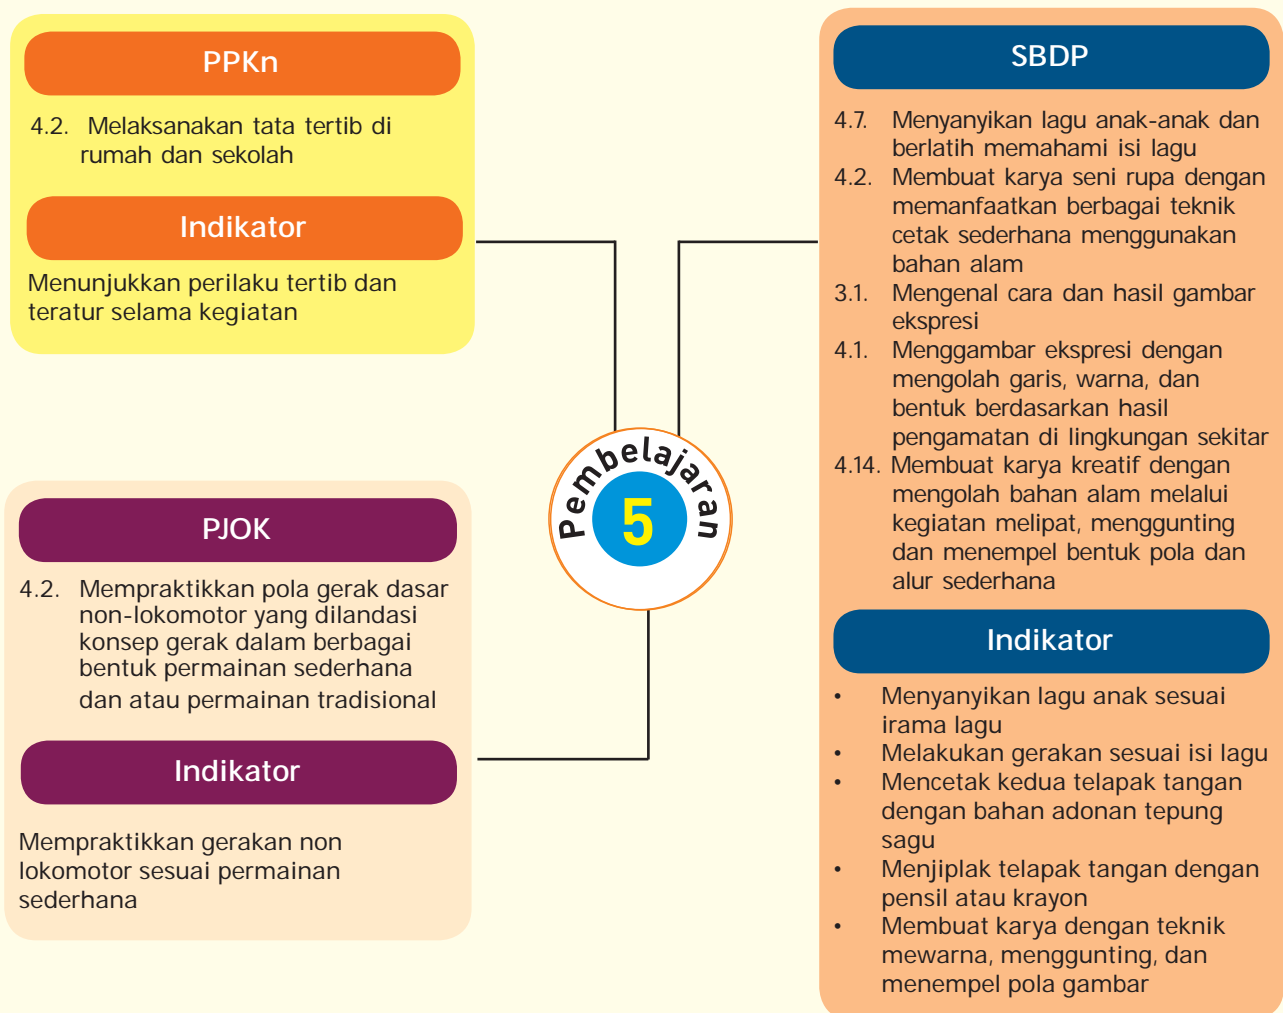 PPKn
4.2. Melaksanakan tata tertib di
rumah dan sekolah
Indikator
Menunjukkan perilaku tertib dan
teratur selama kegiatan
PJOK
4.2. Mempraktikkan pola gerak dasar
non-lokomotor yang dilandasi
konsep gerak dalam berbagai
bentuk permainan sederhana
dan atau permainan tradisional
Indikator
Mempraktikkan gerakan non
lokomotor sesuai permainan
sederhana
Pembelajaran
5
SBDP
4.7. Menyanyikan lagu anak-anak dan
berlatih memahami isi lagu
4.2. Membuat karya seni rupa dengan
memanfaatkan berbagai teknik
cetak sederhana menggunakan
bahan alam
3.1. Mengenal cara dan hasil gambar
ekspresi
4.1. Menggambar ekspresi dengan
mengolah garis, warna, dan
bentuk berdasarkan hasil
pengamatan di lingkungan sekitar
4.14. Membuat karya kreatif dengan
mengolah bahan alam melalui
kegiatan melipat, menggunting
dan menempel bentuk pola dan
alur sederhana
Indikator
• Menyanyikan lagu anak sesuai
irama lagu
• Melakukan gerakan sesuai isi lagu
• Mencetak kedua telapak tangan
dengan bahan adonan tepung
sagu
• Menjiplak telapak tangan dengan
pensil atau krayon
• Membuat karya dengan teknik
mewarna, menggunting, dan
menempel pola gambar